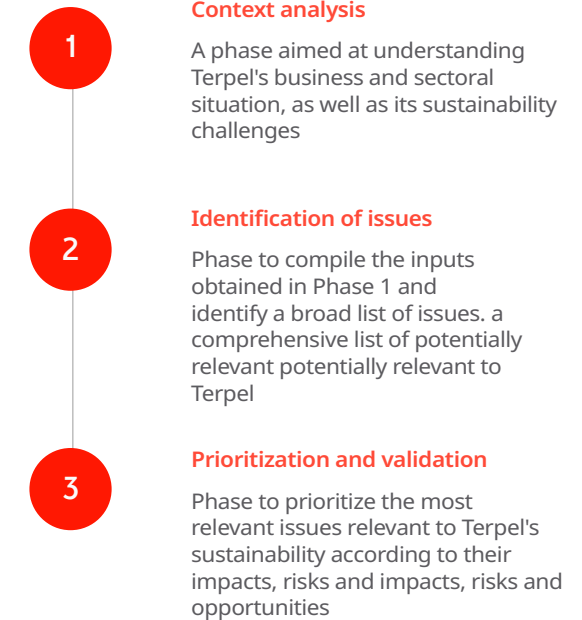 Context analysis
1
A phase aimed at understanding
Terpel's business and sectoral
situation, as well as its sustainability
challenges
Identification of issues
2
Phase to compile the inputs
obtained in Phase 1 and
identify a broad list of issues. a
comprehensive list of potentially
relevant potentially relevant to
Terpel
Prioritization and validation
3
Phase to prioritize the most
relevant issues relevant to Terpel's
sustainability according to their
impacts, risks and impacts, risks and
opportunities